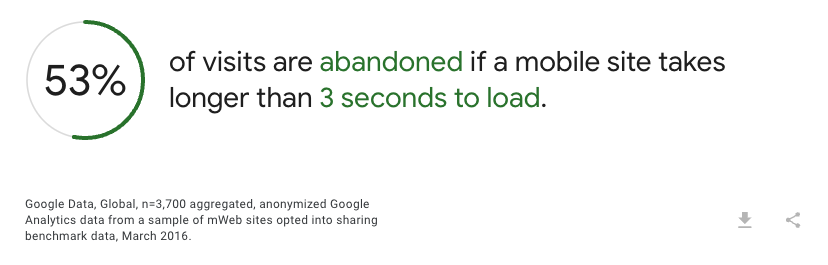 53%
of visits are abandoned if a mobile site takes
longer than 3 seconds to load.
Google Data, Global, n=3,700 aggregated, anonymized Google
Analytics data from a sample of mWeb sites opted into sharing
benchmark data, March 2016.